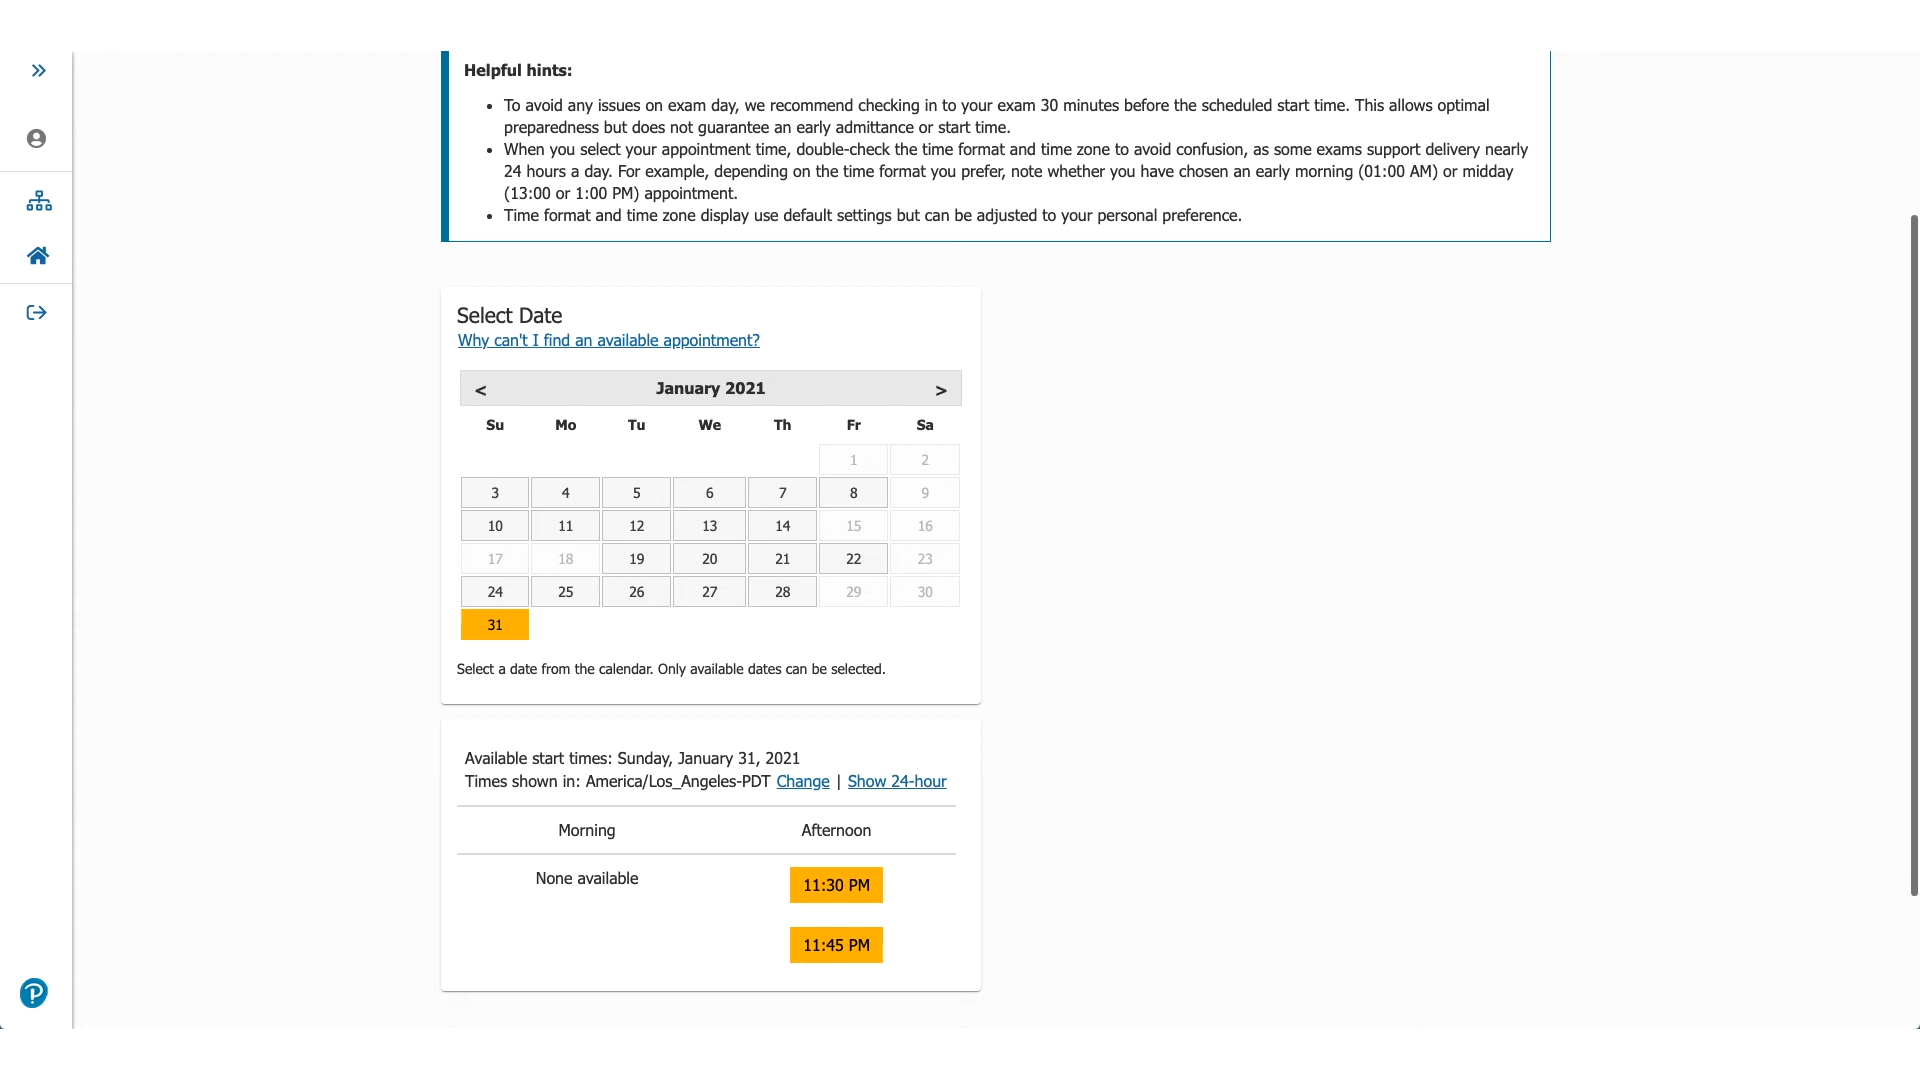 Helpful hints:
• To avoid any issues on exam day, we recommend checking in to your exam 30 minutes before the scheduled start time. This allows optimal
preparedness but does not guarantee an early admittance or start time.
• When you select your appointment time, double-check the time format and time zone to avoid confusion, as some exams support delivery nearly
24 hours a day. For example, depending on the time format you prefer, note whether you have chosen an early morning (01:00 AM) or midday
(13:00 or 1:00 PM) appointment.
• Time format and time zone display use default settings but can be adjusted to your personal preference.
Select Date
Why can't I find an available appointment?
< January 2021 >
Su Mo Tu We Th Fr Sa
1 2
3 4 5 6 7 8 9
10 11 12 13 14 15 16
17 18 19 20 21 22 23
24 25 26 27 28 29 30
31
Select a date from the calendar. Only available dates can be selected.
Available start times: Sunday, January 31, 2021
Times shown in: America/Los_Angeles-PDT Change | Show 24-hour
Morning Afternoon
None available 11:30 PM
11:45 PM